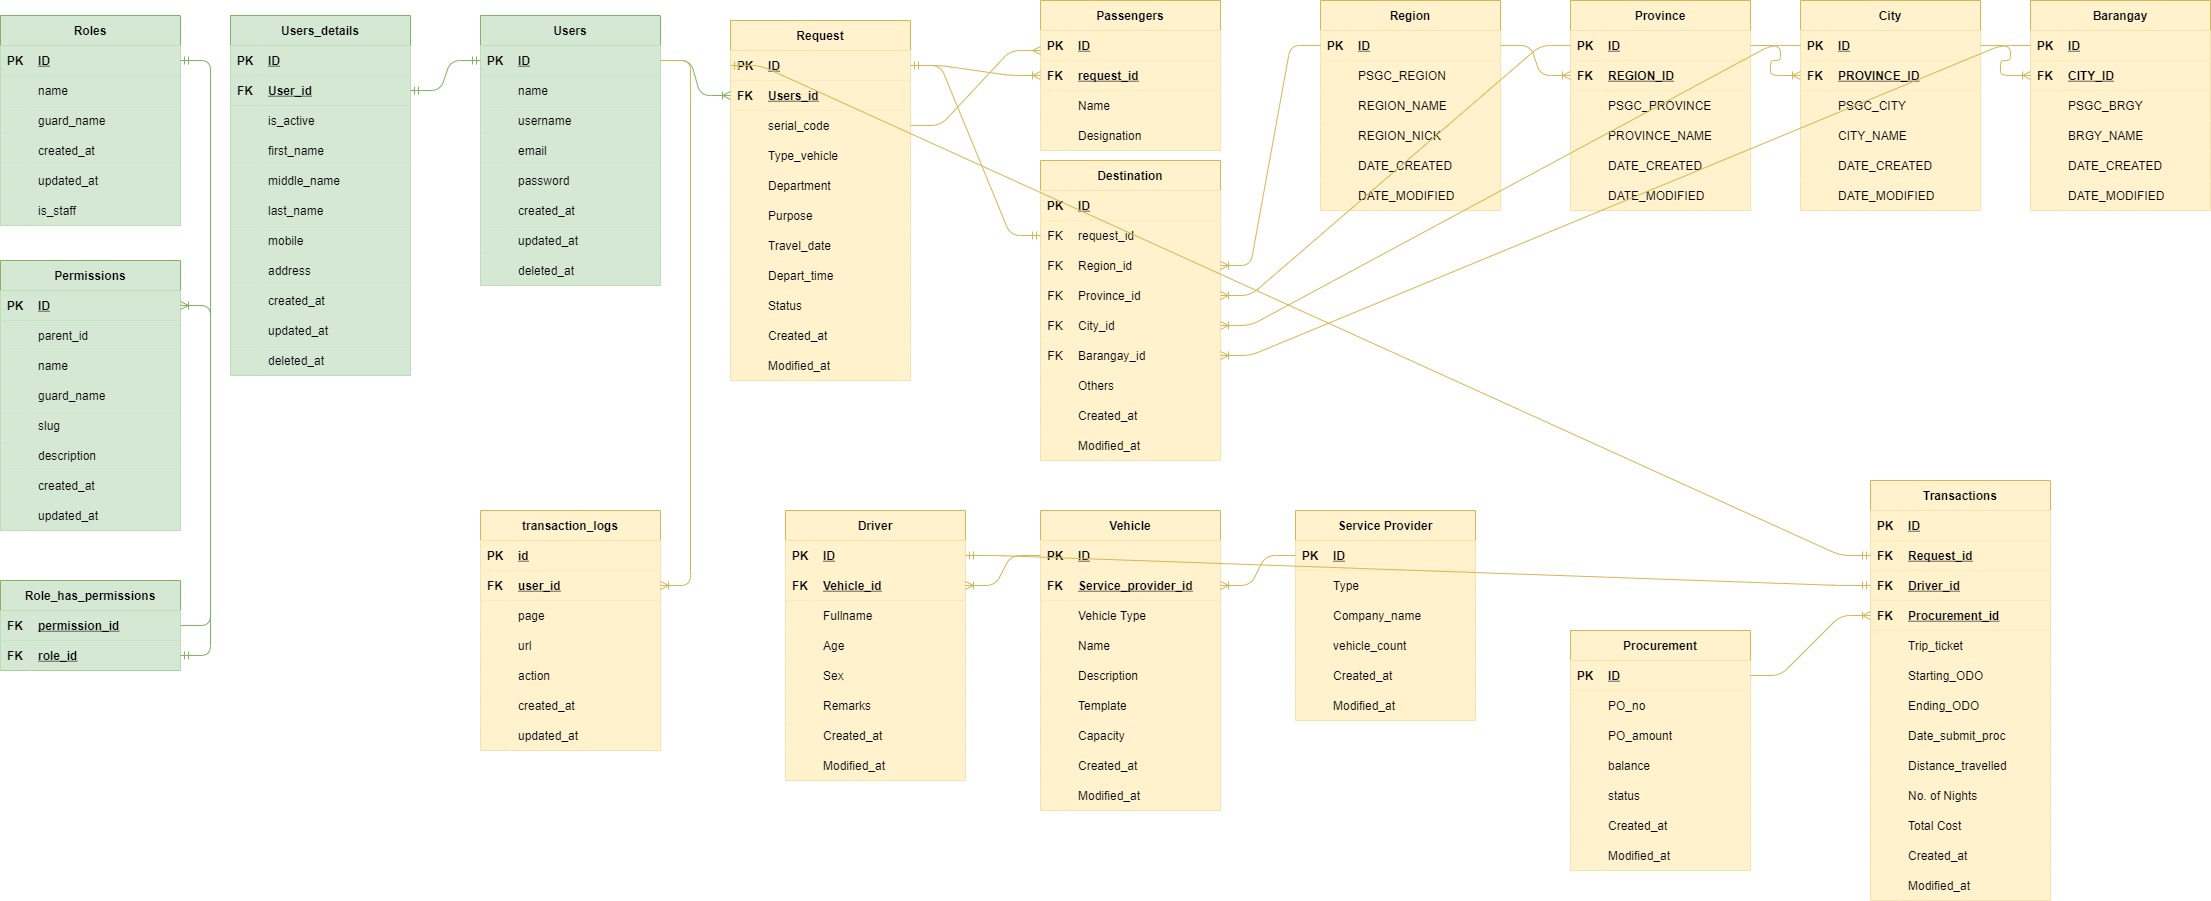 Roles
PK ID
name
guard_name
created_at
updated_at
is_staff
Permissions
PK ID
parent_id
name
guard_name
slug
description
created_at
updated_at
Role_has_permissions
FK permission_id
FK role_id
Users_details
PK ID
FK User_id
is_active
first_name
middle_name
last_name
mobile
address
created_at
updated_at
deleted_at
Users
PK ID
name
username
email
password
created_at
updated_at
deleted_at
transaction_logs
PK id
FK user_id
page
url
action
created_at
updated_at
Request
PK ID
FK Users_id
serial_code
Type_vehicle
Department
Purpose
Travel_date
Depart_time
Status
Created_at
Modified_at
Passengers
PK ID
FK request_id
Name
Designation
Destination
PK ID
FK request_id
FK Region_id
FK Province_id
FK City_id
FK Barangay_id
Others
Created_at
Modified_at
Region
PK ID
PSGC_REGION
REGION_NAME
REGION_NICK
DATE_CREATED
DATE_MODIFIED
Province
PK ID
FK REGION_ID
PSGC_PROVINCE
PROVINCE_NAME
DATE_CREATED
DATE_MODIFIED
City
PK ID
FK PROVINCE_ID
PSGC_CITY
CITY_NAME
DATE_CREATED
DATE_MODIFIED
Barangay
PK ID
FK CITY_ID
PSGC_BRGY
BRGY_NAME
DATE_CREATED
DATE_MODIFIED
Driver
PK ID
FK Vehicle_id
Fullname
Age
Sex
Remarks
Created_at
Modified_at
Vehicle
PK ID
FK Service_provider_id
Vehicle Type
Name
Description
Template
Capacity
Created_at
Modified_at
Service Provider
PK ID
Type
Company_name
vehicle_count
Created_at
Modified_at
Procurement
PK ID
PO_no
PO_amount
balance
status
Created_at
Modified_at
Transactions
PK ID
FK Request_id
FK Driver_id
FK Procurement_id
Trip_ticket
Starting_ODO
Ending_ODO
Date_submit_proc
Distance_travelled
No. of Nights
Total Cost
Created_at
Modified_at